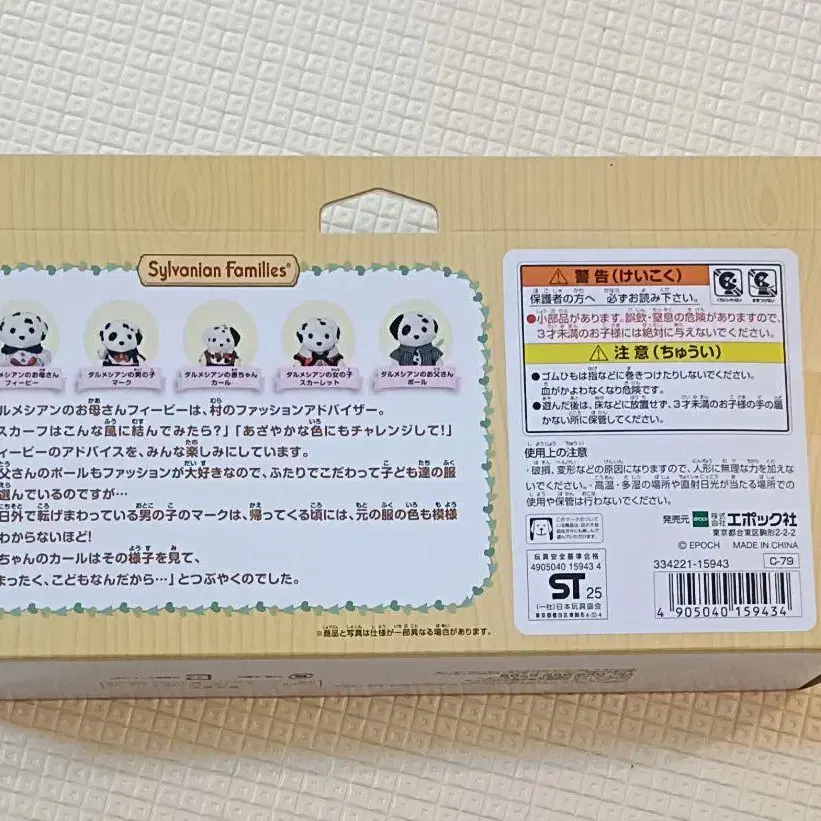 Sylvanian Families®
メシアンのお母さん
フィービー
ダルメシアンの男の子
マーク
ダルメシアンの赤ちゃん
カール
ダルメシアンの女の子
スカーレット
ダルメシアンのお父さん
ポール
ルメシアンのお母さんフィービーは、村のファッションアドバイザー。
スカーフはこんな風に結んでみたら?」「あざやかな色にもチャレンジして!」
ィービーのアドバイスを、みんな楽しみにしています。
父さんのポールもファッションが大好きなので、ふたりでこだわって子ども達の服
選んでいるのですが…
日外で転げまわっている男の子のマークは、帰ってくる頃には、元の服の色も模様
わからないほど!
ちゃんのカールはその様子を見て、
まったく、こどもなんだから…」とつぶやくのでした。
※商品と写真は仕様が一部異なる場合があります。
警告(けいこく)
保護者の方へ 必ずお読み下さい。
●小部品があります。誤飲・窒息の危険がありますので、
3才未満のお子様には絶対に与えないでください。
注意(ちゅうい)
●ゴムひもは指などに巻きつけたりしないでください。
血がかよわなくなり危険です。
●遊んだ後は、床などに放置せず、3才未満のお子様の手の届
かない所に保管してください。
使用上の注意
・破損、変形などの原因になりますので、人形に無理な力を加えな
いでください。・高温・多湿の場所や直射日光が当たる場所での
使用や保管は行わないでください。
発売元 株式会社 エポック社
東京都台東区駒形2-2-2
© EPOCH MADE IN CHINA
玩具安全基準合格
4905040 15943 4
ST 25
(一社)日本玩具協会
334221-15943
C-79
4 905040 159434